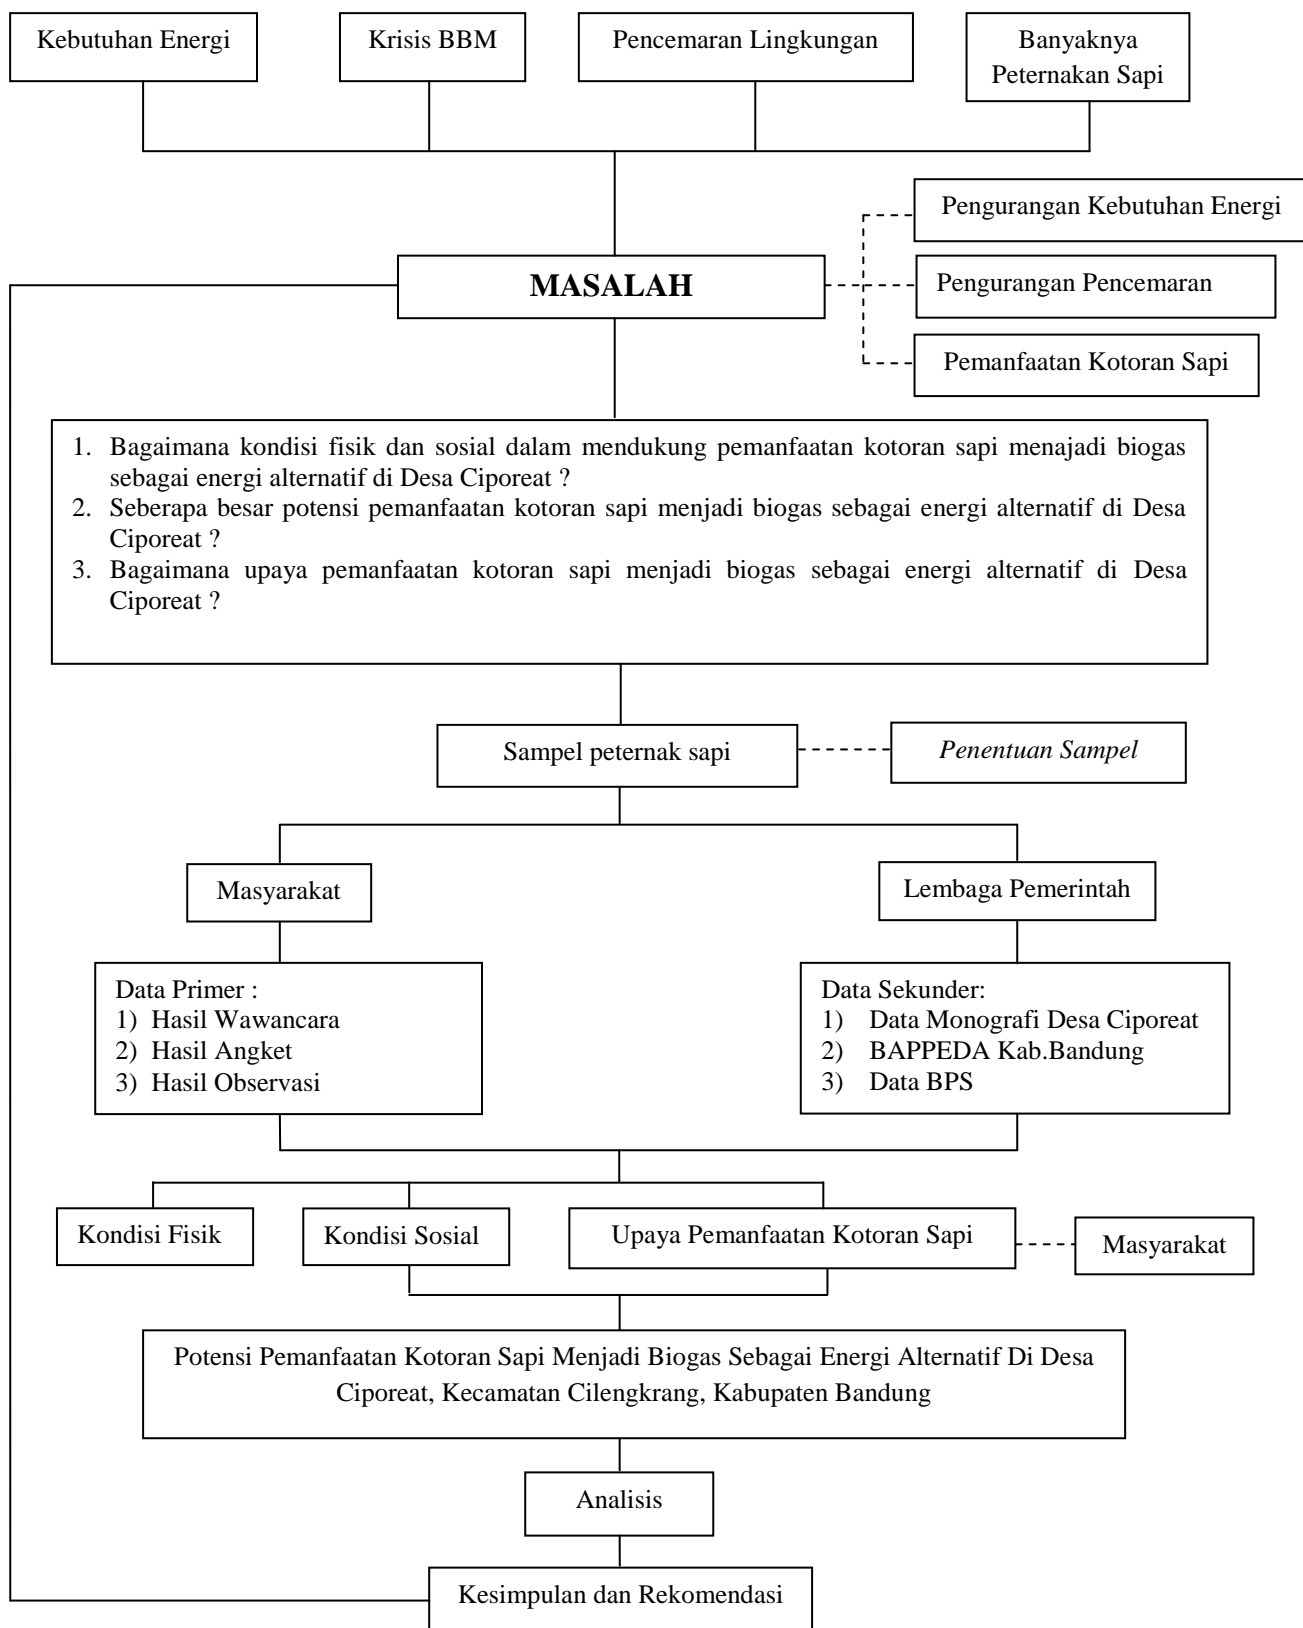 Kebutuhan Energi
Krisis BBM
Pencemaran Lingkungan
Banyaknya
Peternakan Sapi
Pengurangan Kebutuhan Energi
MASALAH
Pengurangan Pencemaran
Pemanfaatan Kotoran Sapi
1. Bagaimana kondisi fisik dan sosial dalam mendukung pemanfaatan kotoran sapi menajadi biogas
sebagai energi alternatif di Desa Ciporeat ?
2. Seberapa besar potensi pemanfaatan kotoran sapi menjadi biogas sebagai energi alternatif di Desa
Ciporeat ?
3. Bagaimana upaya pemanfaatan kotoran sapi menjadi biogas sebagai energi alternatif di Desa
Ciporeat ?
Sampel peternak sapi
Penentuan Sampel
Masyarakat
Lembaga Pemerintah
Data Primer :
1) Hasil Wawancara
2) Hasil Angket
3) Hasil Observasi
Data Sekunder:
1) Data Monografi Desa Ciporeat
2) BAPPEDA Kab.Bandung
3) Data BPS
Kondisi Fisik
Kondisi Sosial
Upaya Pemanfaatan Kotoran Sapi
Masyarakat
Potensi Pemanfaatan Kotoran Sapi Menjadi Biogas Sebagai Energi Alternatif Di Desa
Ciporeat, Kecamatan Cilengkrang, Kabupaten Bandung
Analisis
Kesimpulan dan Rekomendasi